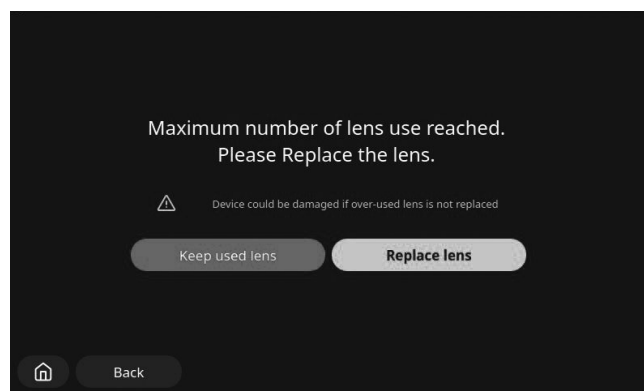 Maximum number of lens use reached.
Please Replace the lens.
Device could be damaged if over-used lens is not replaced
Keep used lens
Replace lens
Back